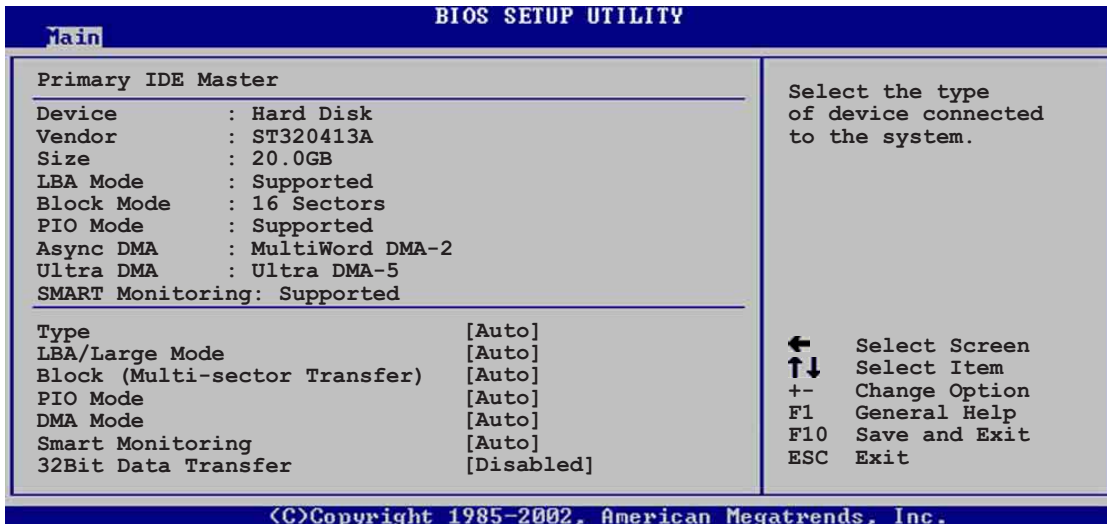 BIOS SETUP UTILITY
Main
Primary IDE Master
Device : Hard Disk
Vendor : ST320413A
Size : 20.0GB
LBA Mode : Supported
Block Mode : 16 Sectors
PIO Mode : Supported
Async DMA : MultiWord DMA-2
Ultra DMA : Ultra DMA-5
SMART Monitoring: Supported
Type [Auto]
LBA/Large Mode [Auto]
Block (Multi-sector Transfer) [Auto]
PIO Mode [Auto]
DMA Mode [Auto]
Smart Monitoring [Auto]
32Bit Data Transfer [Disabled]
Select the type
of device connected
to the system.
← Select Screen
↑↓ Select Item
+- Change Option
F1 General Help
F10 Save and Exit
ESC Exit
(C)Copyright 1985-2002, American Megatrends, Inc.